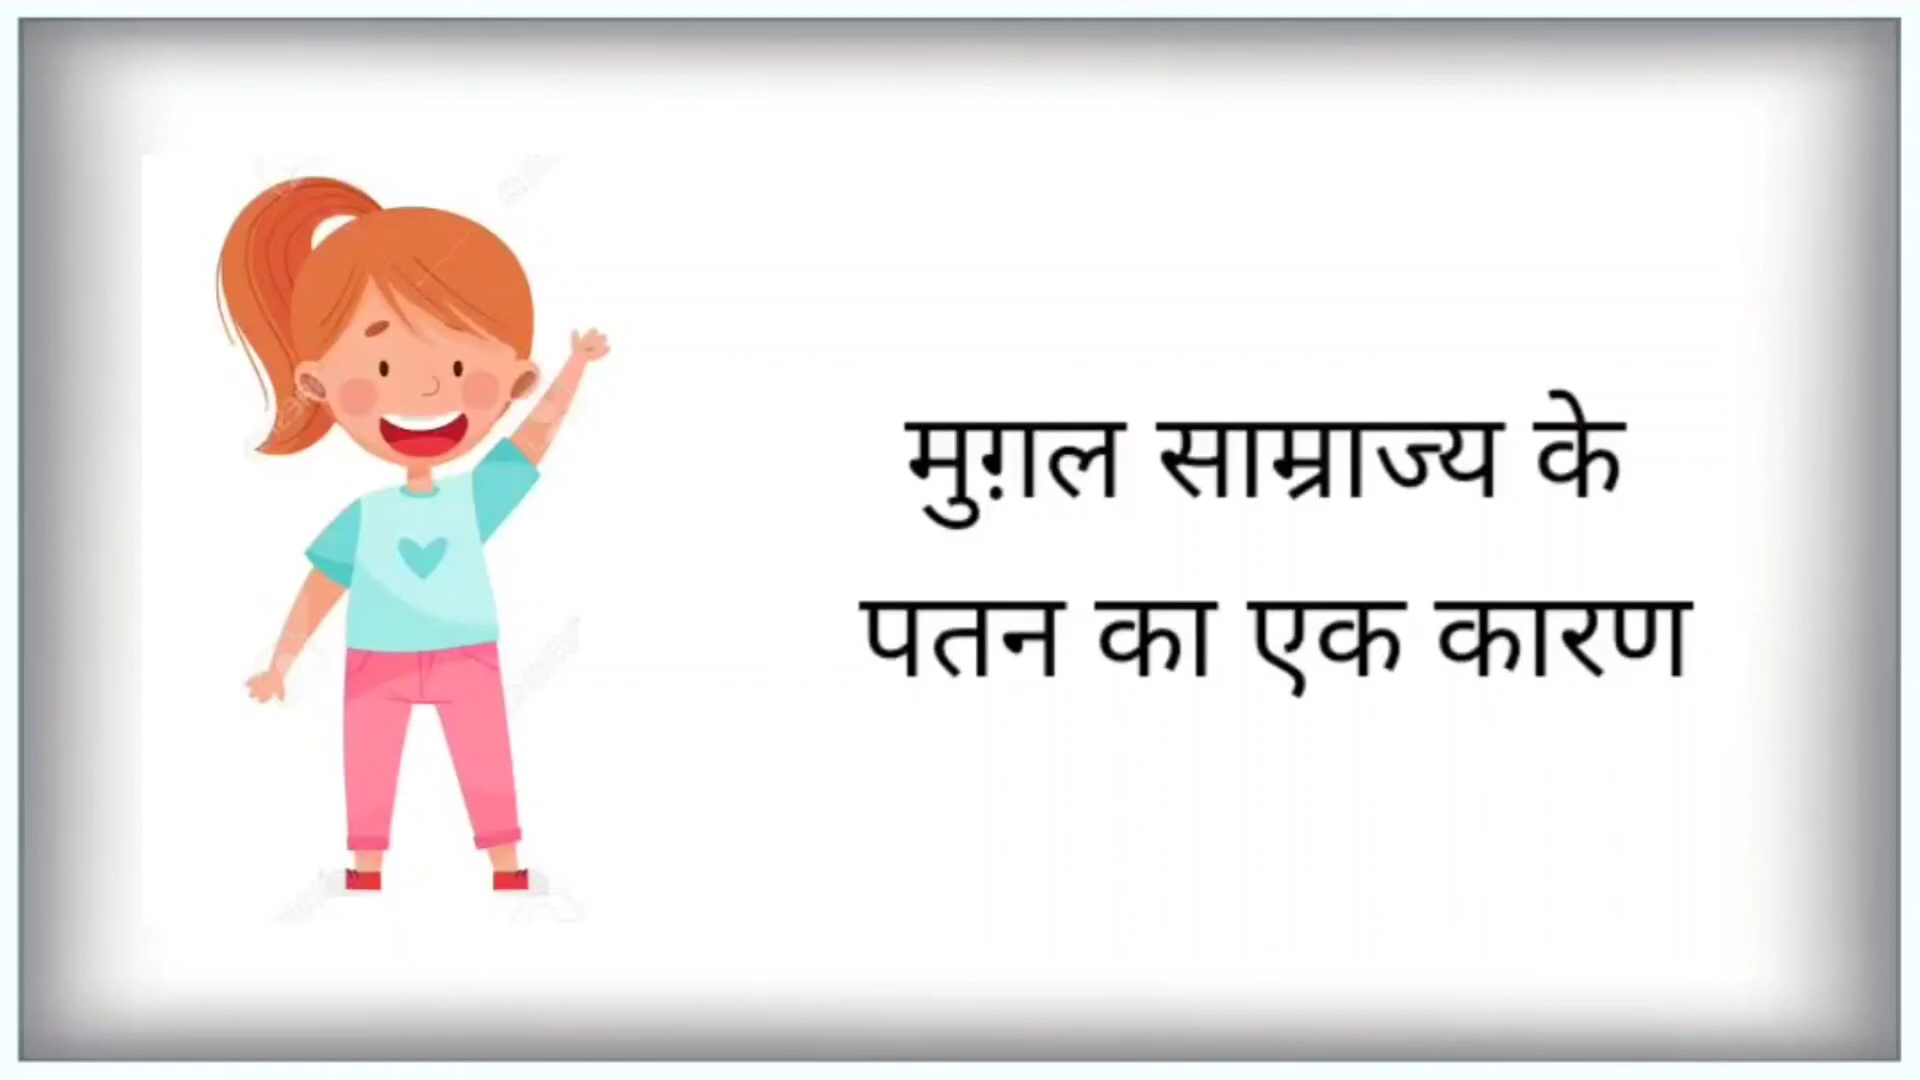 मुग़ल साम्राज्य के
पतन का एक कारण